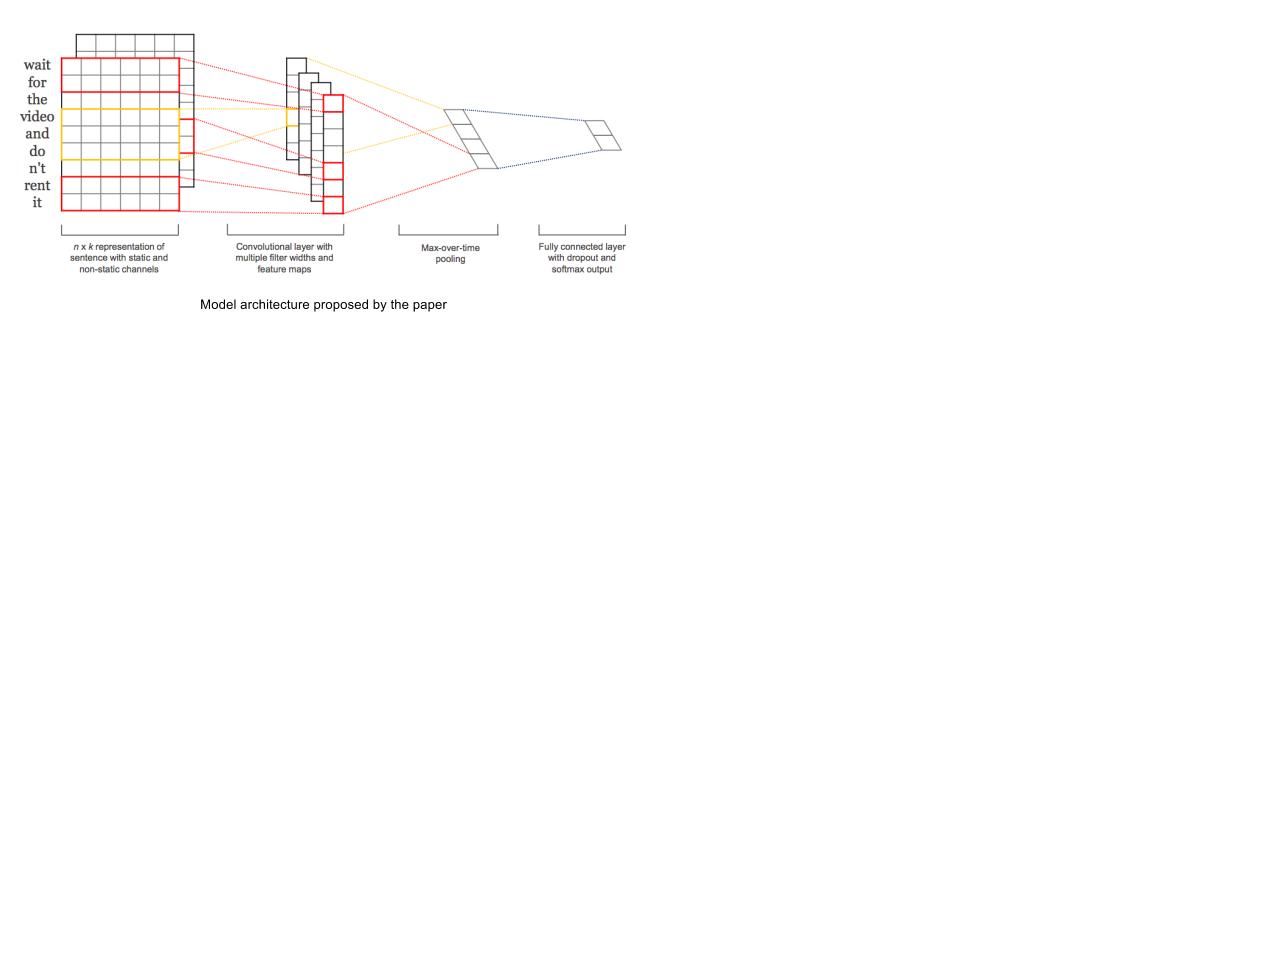 wait
for
the
video
and
do
n't
rent
it
n x k representation of
sentence with static and
non-static channels
Convolutional layer with
multiple filter widths and
feature maps
Max-over-time
pooling
Fully connected layer
with dropout and
softmax output
Model architecture proposed by the paper